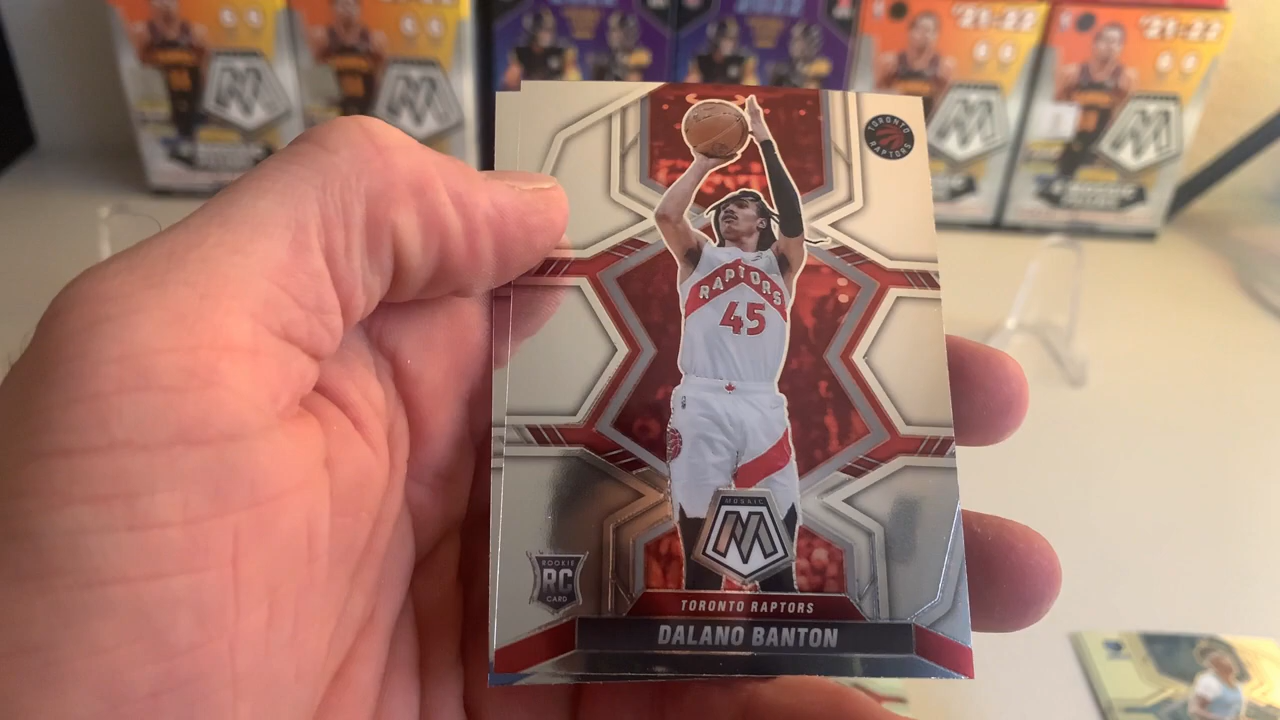 '21-22
'21-22
TORONTO
RAPTORS
RAPTORS
45
MOSAIC
M
ROOKIE
RC
CARD
TORONTO RAPTORS
DALANO BANTON